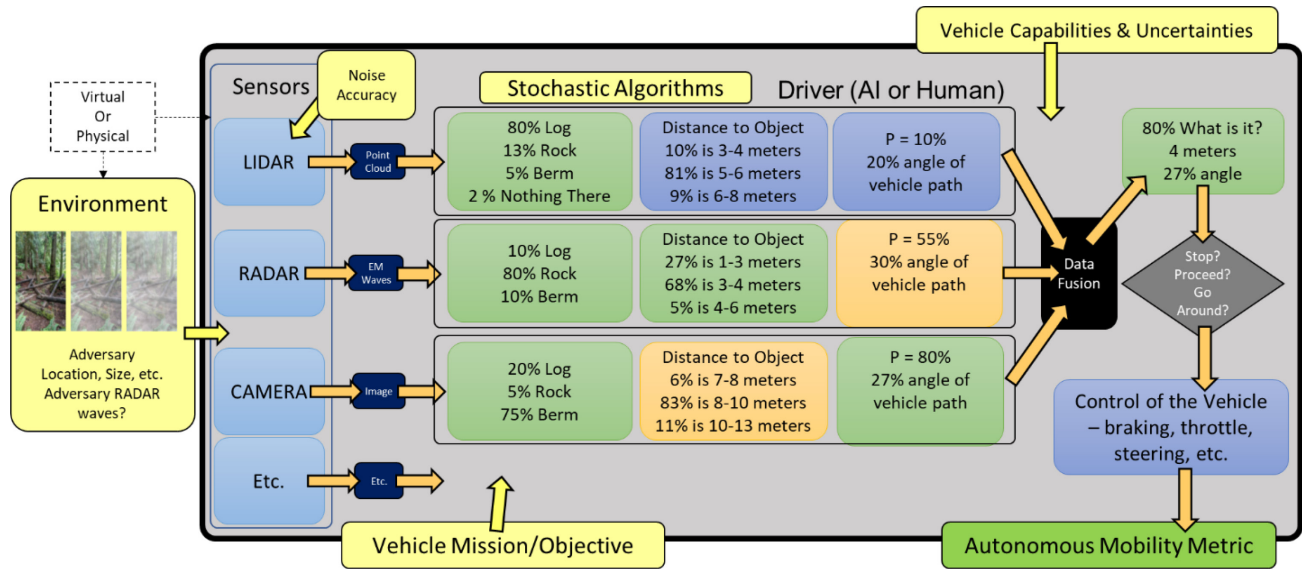 Vehicle Capabilities & Uncertainties
Virtual
Or
Physical
Sensors
Noise
Accuracy
Stochastic Algorithms
Driver (AI or Human)
LIDAR
Point
Cloud
80% Log
13% Rock
5% Berm
2 % Nothing There
Distance to Object
10% is 3-4 meters
81% is 5-6 meters
9% is 6-8 meters
P = 10%
20% angle of
vehicle path
80% What is it?
4 meters
27% angle
Environment
Adversary
Location, Size, etc.
Adversary RADAR
waves?
RADAR
EM
Waves
10% Log
80% Rock
10% Berm
Distance to Object
27% is 1-3 meters
68% is 3-4 meters
5% is 4-6 meters
P = 55%
30% angle of
vehicle path
Data
Fusion
Stop?
Proceed?
Go
Around?
CAMERA
Image
20% Log
5% Rock
75% Berm
Distance to Object
6% is 7-8 meters
83% is 8-10 meters
11% is 10-13 meters
P = 80%
27% angle of
vehicle path
Control of the Vehicle
– braking, throttle,
steering, etc.
Etc.
Etc.
Vehicle Mission/Objective
Autonomous Mobility Metric